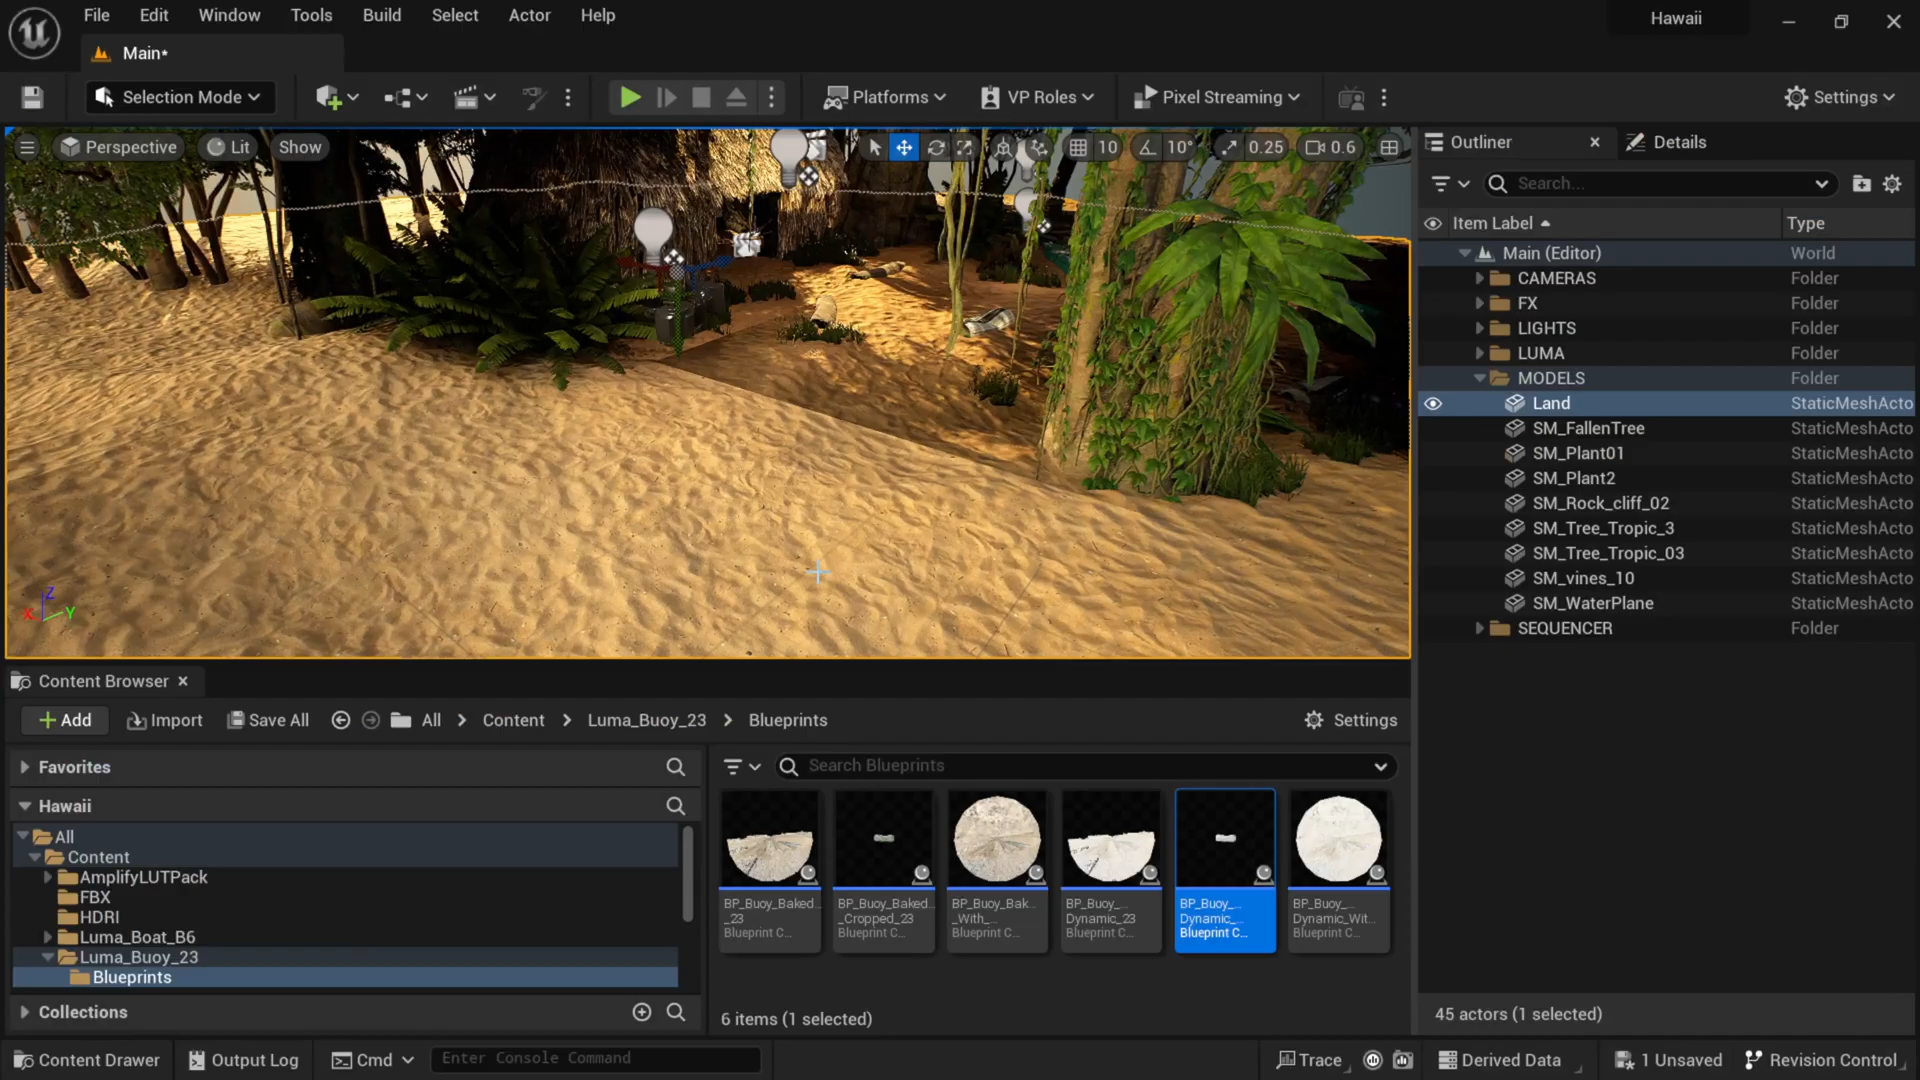 File Edit Window Tools Build Select Actor Help
Hawaii
Main•
Selection Mode
Platforms
VP Roles
Pixel Streaming
Settings
Perspective
Lit
Show
10
10°
0.25
0.6
Z
X
Y
Outliner
Details
Search...
Item Label
Type
Main (Editor) World
CAMERAS Folder
FX Folder
LIGHTS Folder
LUMA Folder
MODELS Folder
Land StaticMeshActo
SM_FallenTree StaticMeshActo
SM_Plant01 StaticMeshActo
SM_Plant2 StaticMeshActo
SM_Rock_cliff_02 StaticMeshActo
SM_Tree_Tropic_3 StaticMeshActo
SM_Tree_Tropic_03 StaticMeshActo
SM_vines_10 StaticMeshActo
SM_WaterPlane StaticMeshActo
SEQUENCER Folder
45 actors (1 selected)
Content Browser
Add
Import
Save All
All > Content > Luma_Buoy_23 > Blueprints
Settings
Favorites
Hawaii
All
Content
AmplifyLUTPack
FBX
HDRI
Luma_Boat_B6
Luma_Buoy_23
Blueprints
Collections
Search Blueprints
BP_Buoy_Baked
_23
Blueprint C...
BP_Buoy_Baked
_Cropped_23
Blueprint C...
BP_Buoy_Bak...
_With_...
Blueprint C...
BP_Buoy_...
Dynamic_23
Blueprint C...
BP_Buoy_...
Dynamic_...
Blueprint C...
BP_Buoy_...
Dynamic_Wit...
Blueprint C...
6 items (1 selected)
Content Drawer
Output Log
Cmd
Enter Console Command
Trace
Derived Data
1 Unsaved
Revision Control